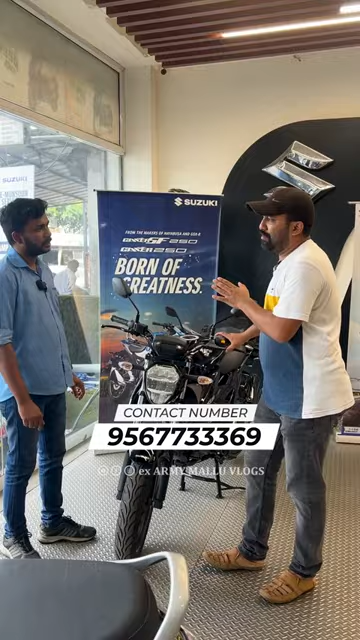 SUZUKI
SUZUKI
FROM THE MAKERS OF HAYABUSA AND GSX-R
GIXXER SF 250
GIXXER 250
BORN OF
GREATNESS.
CONTACT NUMBER
9567733369
ex ARMY MALLU VLOGS